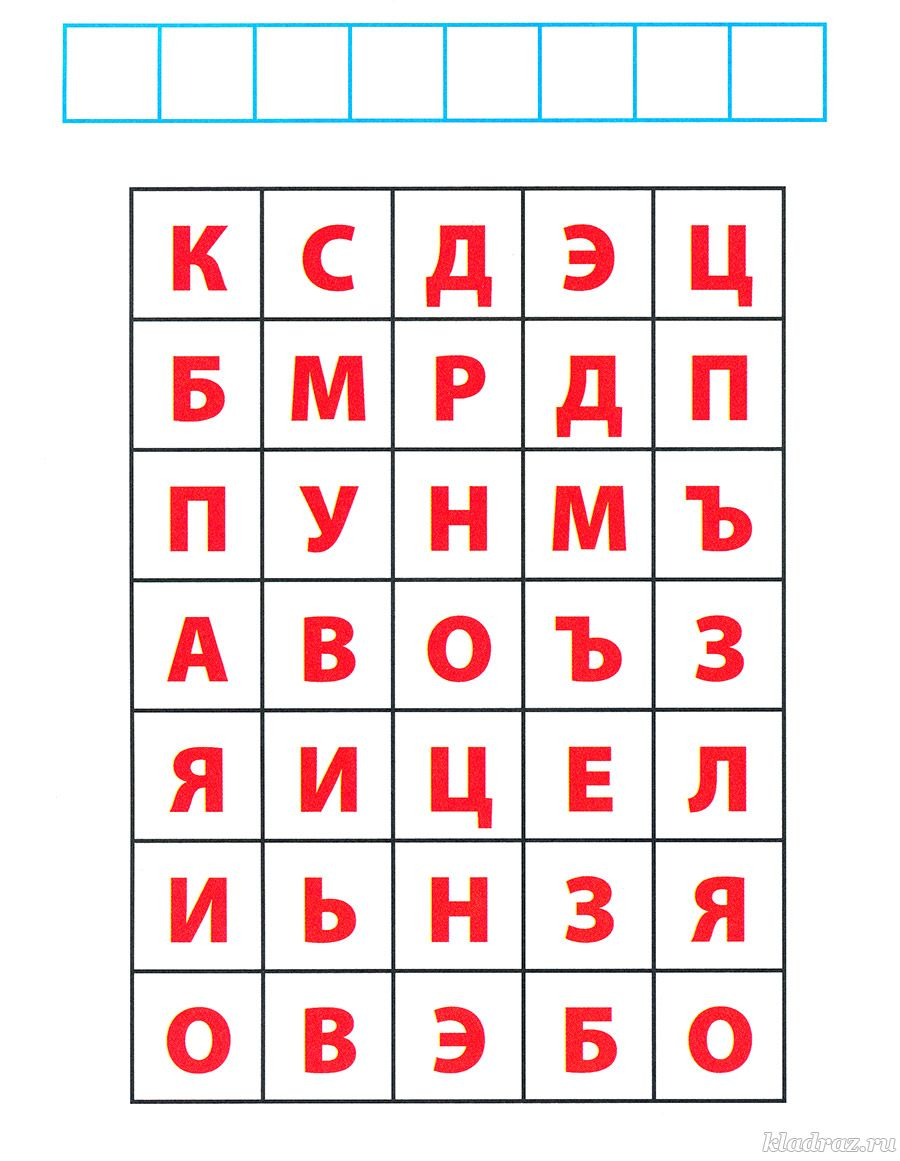 К С Д Э Ц
Б М Р Д П
П У Н М Ъ
А В О Ъ З
Я И Ц Е Л
И Ь Н З Я
О В Э Б О
kladraz.ru